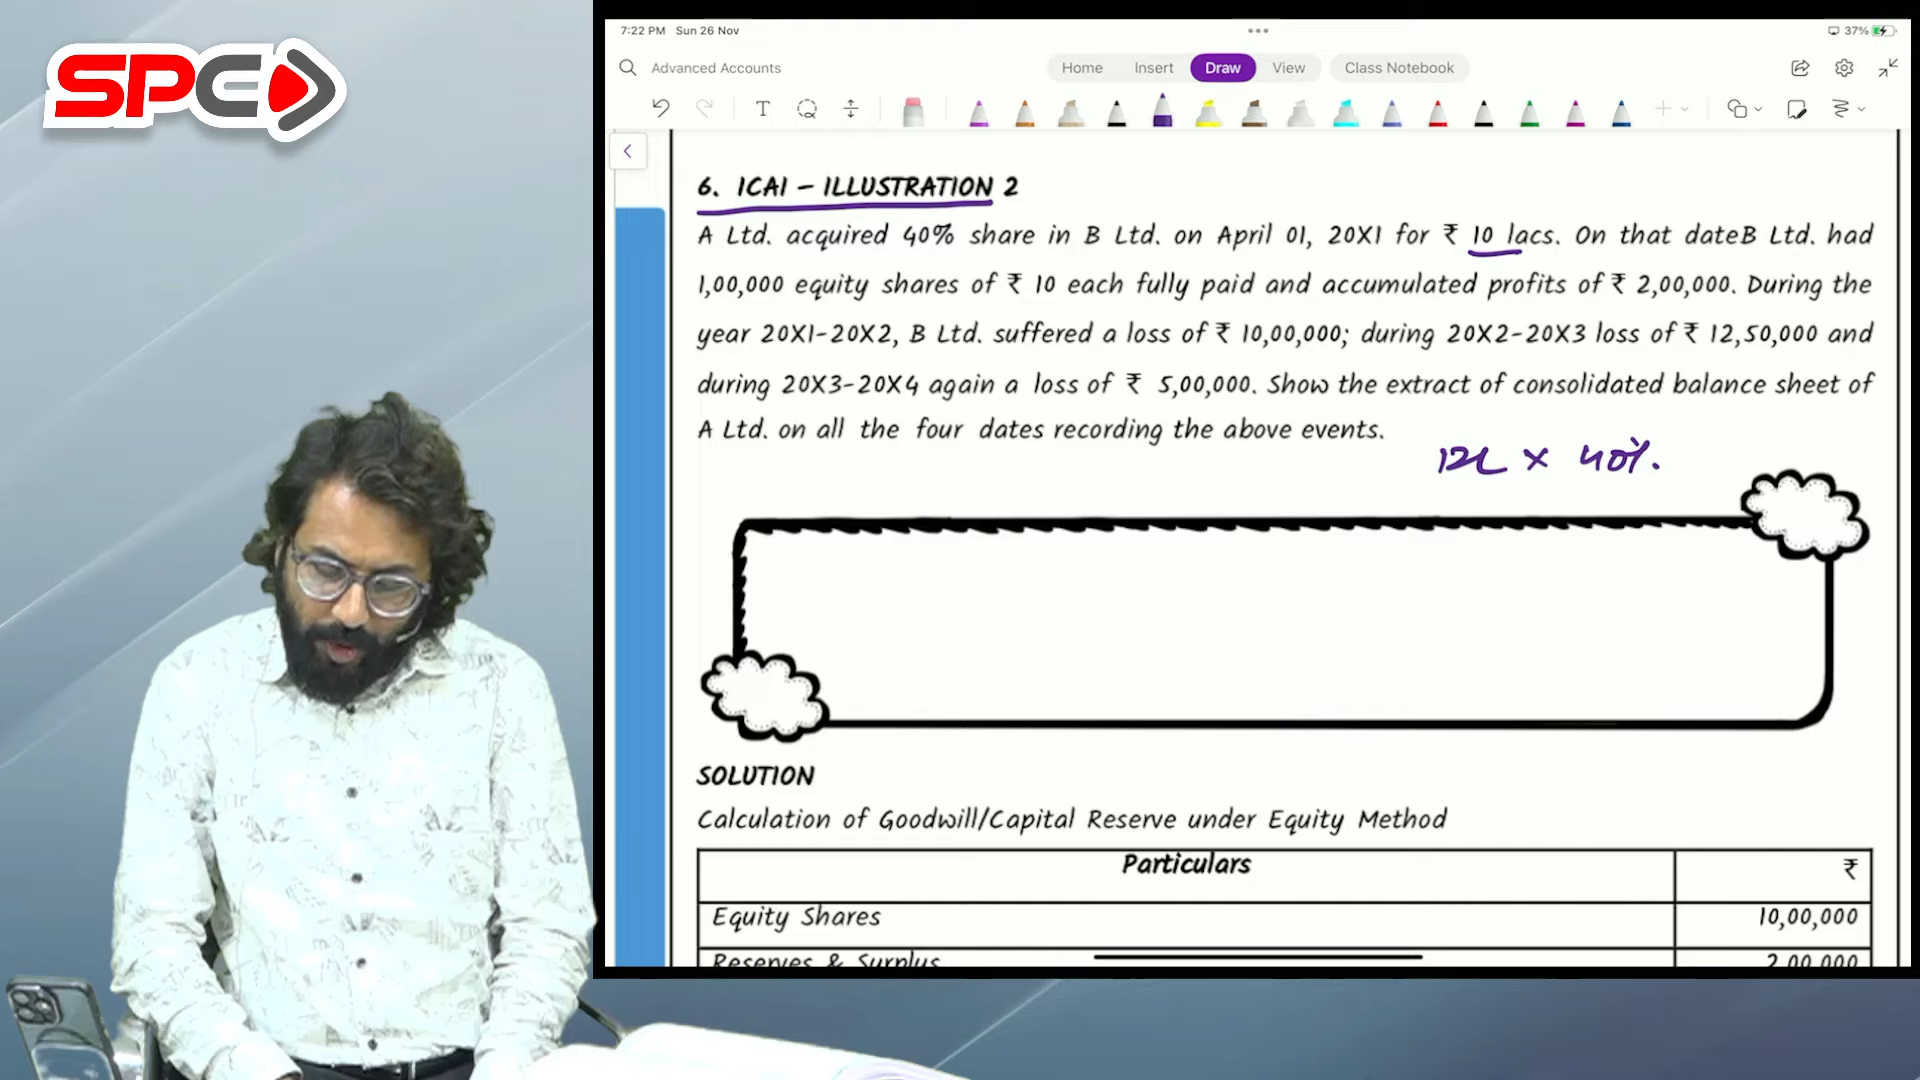 SPE
7:22 PM Sun 26 Nov
37%
Advanced Accounts
Home Insert Draw View Class Notebook
6. ICAI – ILLUSTRATION 2
A Ltd. acquired 40% share in B Ltd. on April 01, 20X1 for ₹ 10 lacs. On that dateB Ltd. had
1,00,000 equity shares of ₹ 10 each fully paid and accumulated profits of ₹ 2,00,000. During the
year 20X1-20X2, B Ltd. suffered a loss of ₹ 10,00,000; during 20X2-20X3 loss of ₹ 12,50,000 and
during 20X3-20X4 again a loss of ₹ 5,00,000. Show the extract of consolidated balance sheet of
A Ltd. on all the four dates recording the above events.
12L × 40%.
SOLUTION
Calculation of Goodwill/Capital Reserve under Equity Method
Particulars ₹
Equity Shares 10,00,000
Reserves & Surplus 2,00,000